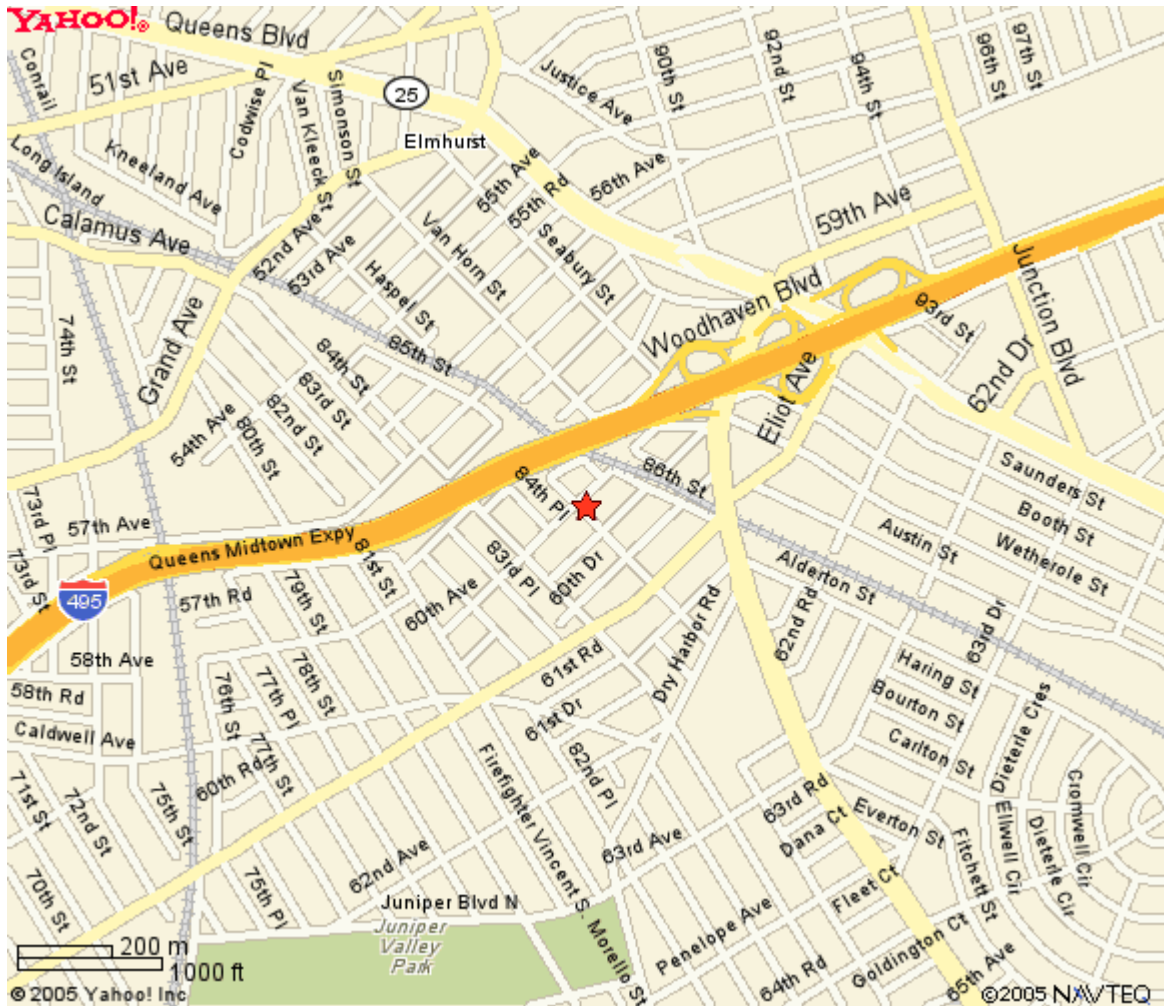 YAHOO!®
Queens Blvd
51st Ave
Conrail
Codwise Pl
Van Kleeck St
Simonson St
25
Justice Ave
90th St
92nd St
94th St
96th St
97th St
Elmhurst
Long Island
Kneeland Ave
55th Ave
55th Rd
56th Ave
59th Ave
Calamus Ave
52nd Ave
53rd Ave
Van Horn St
Seabury St
Haspel St
Woodhaven Blvd
Junction Blvd
93rd St
74th St
Grand Ave
84th St
85th St
83rd St
82nd St
62nd Dr
Eliot Ave
54th Ave
80th St
86th St
84th Pl
Saunders St
73rd Pl
57th Ave
Booth St
Queens Midtown Expy
Austin St
Wetherole St
73rd St
495
81st St
83rd Pl
60th Dr
60th Ave
57th Rd
79th St
Alderton St
62nd Rd
63rd Dr
Dry Harbor Rd
58th Ave
78th St
61st Rd
Haring St
58th Rd
76th St
77th Pl
Bourton St
Dieterle Cres
Caldwell Ave
61st Dr
Carlton St
60th Rd
77th St
Firefighter Vincent S. Morello St
82nd Pl
63rd Rd
Cromwell Cir
71st St
72nd St
75th St
Everton St
Dana Ct
Ellwell Cir
Dieterle Cir
62nd Ave
63rd Ave
Fitchett St
Fleet Ct
70th St
75th Pl
Juniper Blvd N
Juniper
Valley
Park
Penelope Ave
Goldington Ct
64th Rd
65th Ave
200 m
1000 ft
©2005 Yahoo! Inc
©2005 NAVTEQ